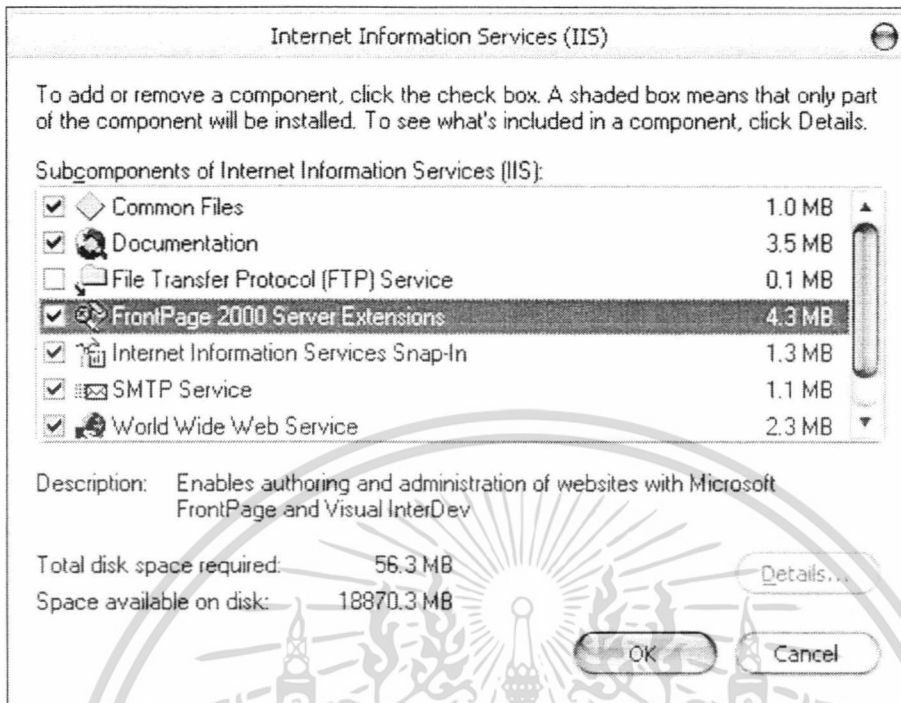 Internet Information Services (IIS)
To add or remove a component, click the check box. A shaded box means that only part
of the component will be installed. To see what's included in a component, click Details.
Subcomponents of Internet Information Services (IIS):
Common Files 1.0 MB
Documentation 3.5 MB
File Transfer Protocol (FTP) Service 0.1 MB
FrontPage 2000 Server Extensions 4.3 MB
Internet Information Services Snap-In 1.3 MB
SMTP Service 1.1 MB
World Wide Web Service 2.3 MB
Description: Enables authoring and administration of websites with Microsoft
FrontPage and Visual InterDev
Total disk space required: 56.3 MB
Details...
Space available on disk: 18870.3 MB
OK Cancel